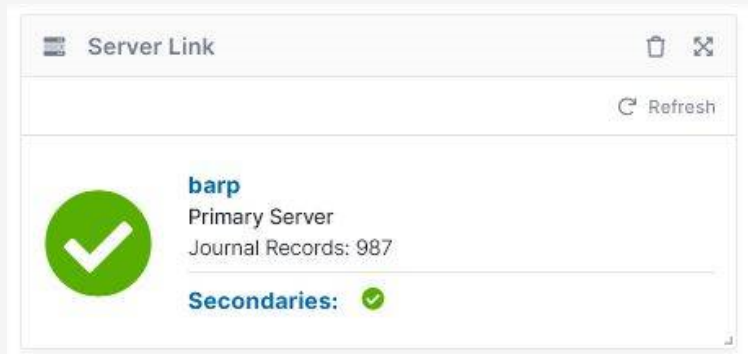 Server Link
Refresh
barp
Primary Server
Journal Records: 987
Secondaries: